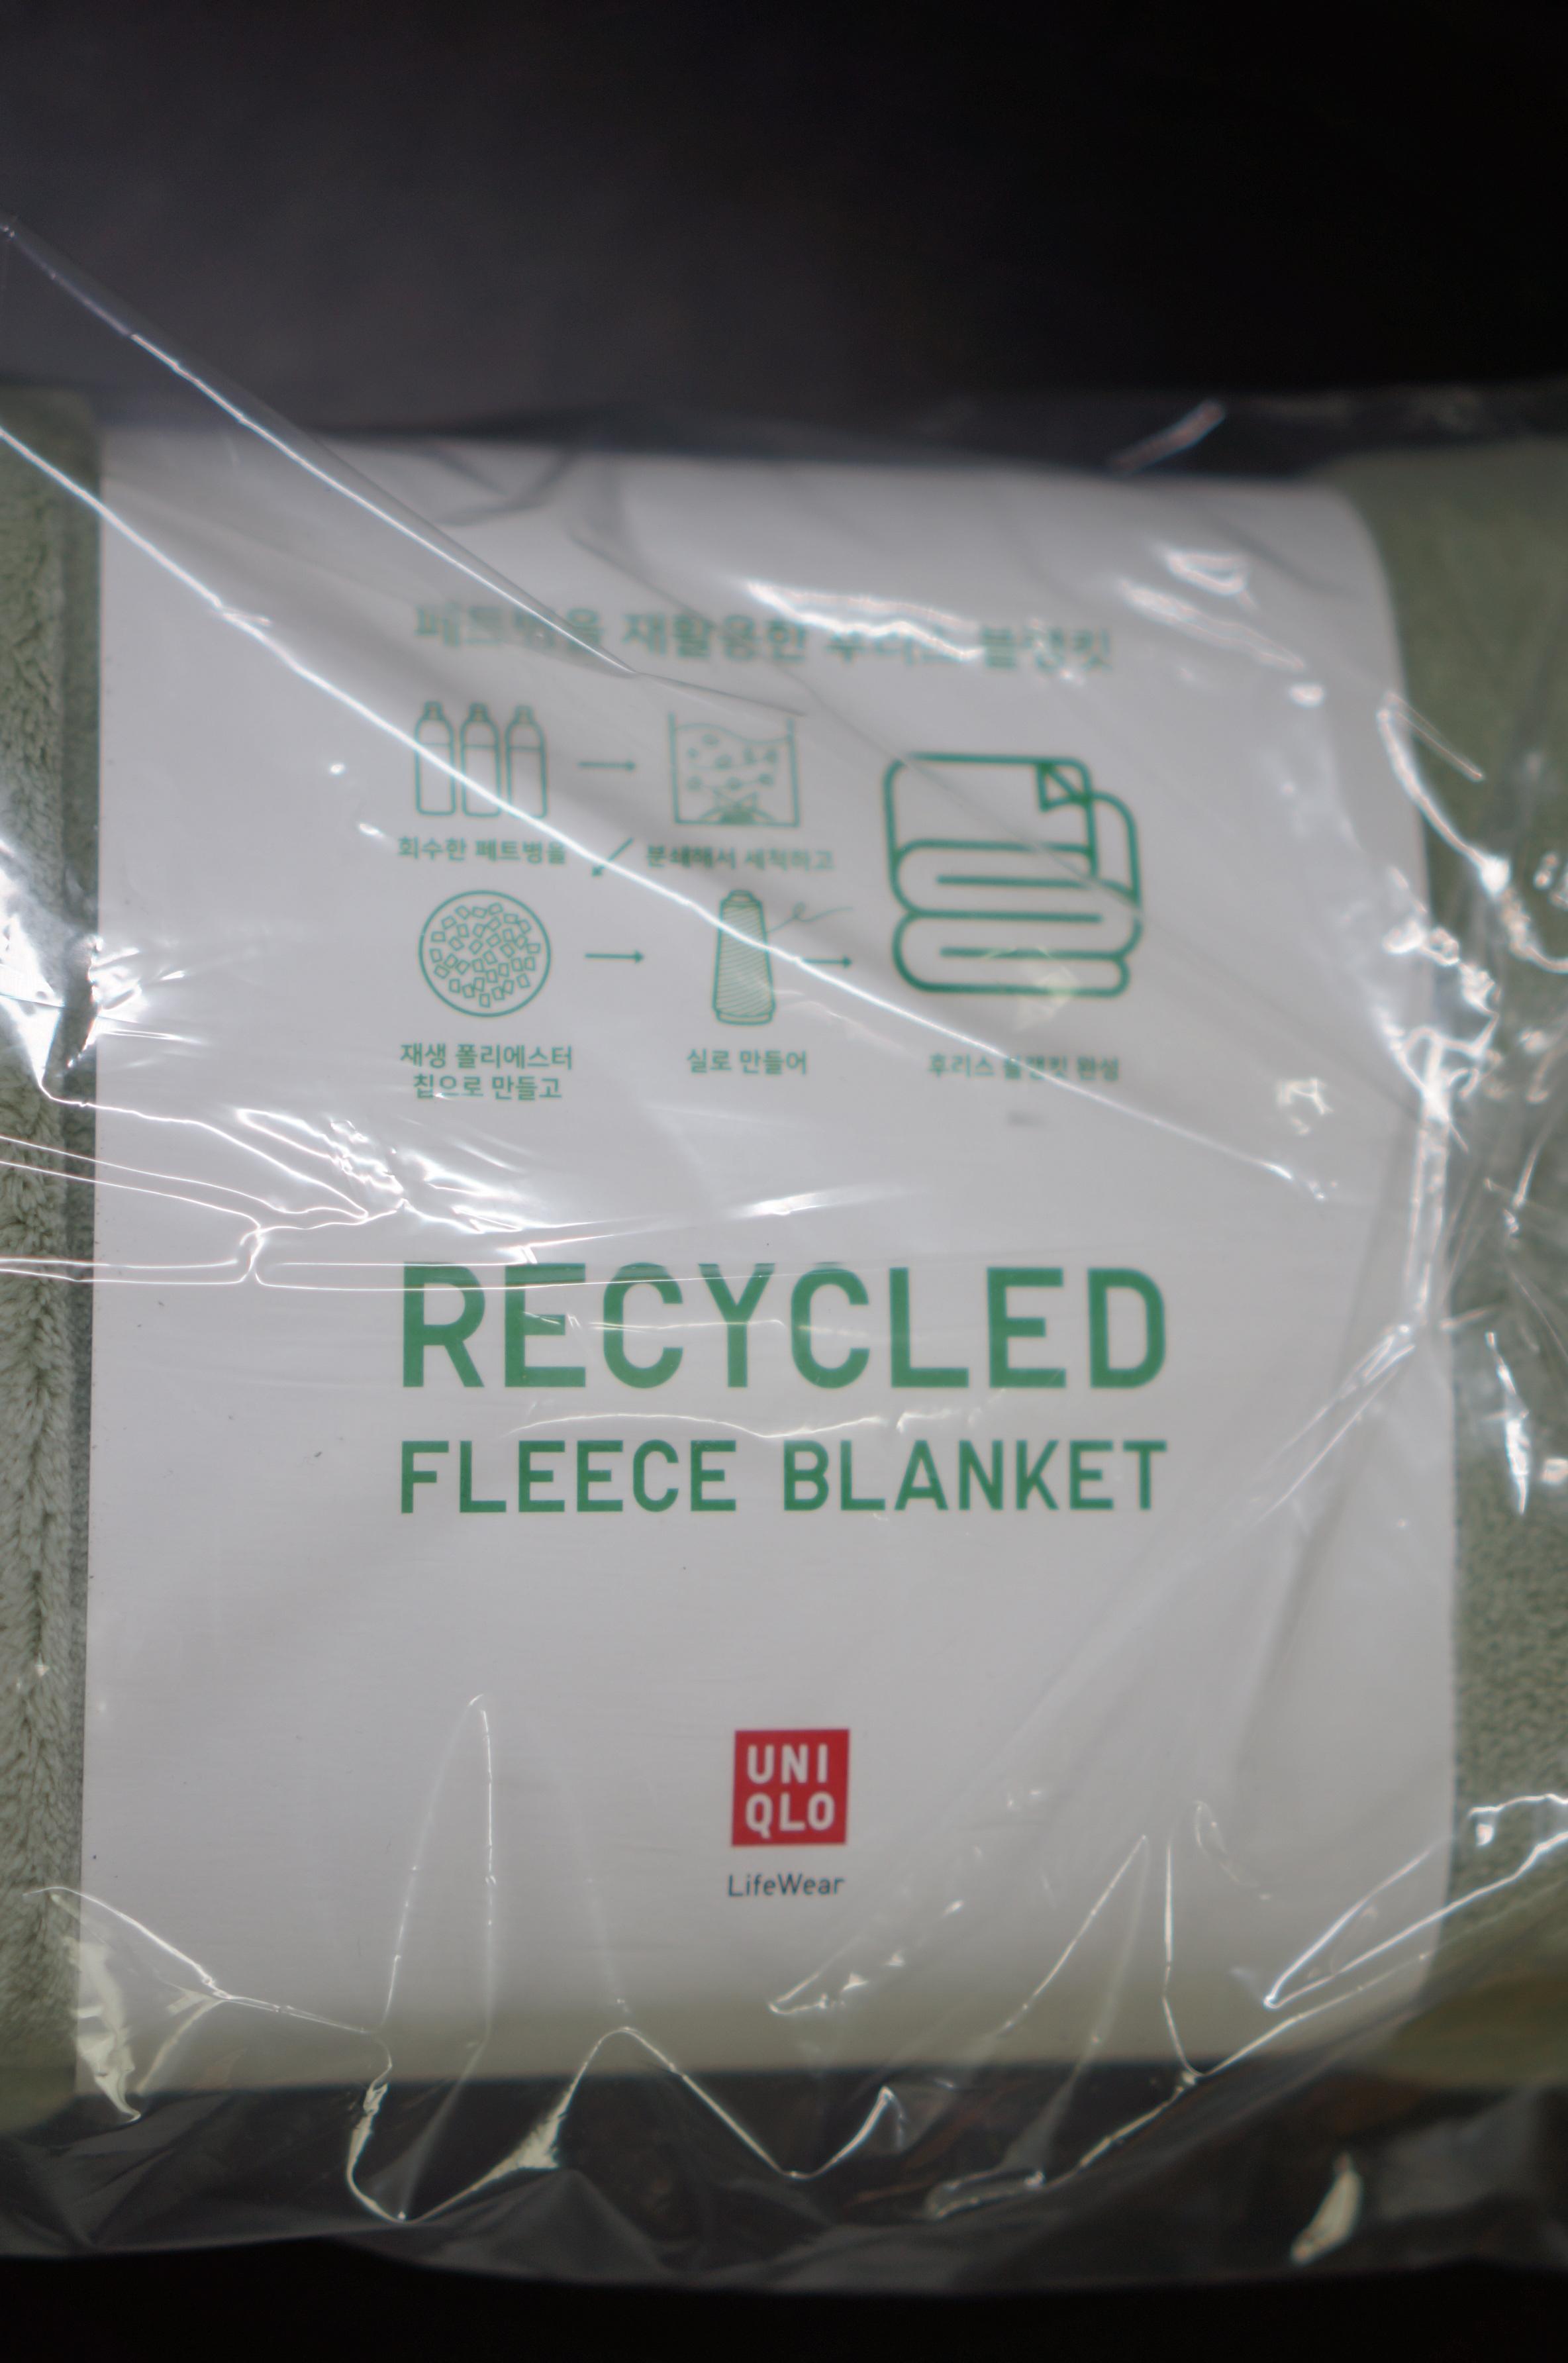 페트병을 재활용한 후리스 블랭킷
회수한 페트병을
분쇄해서 세척하고
재생 폴리에스터
칩으로 만들고
실로 만들어
후리스 블랭킷 완성
RECYCLED
FLEECE BLANKET
UNI
QLO
LifeWear